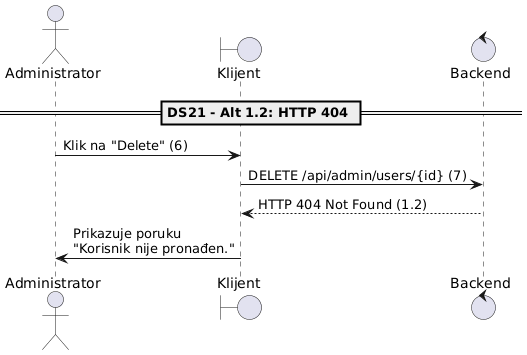 Administrator
Klijent
Backend
DS21 - Alt 1.2: HTTP 404
Klik na "Delete" (6)
DELETE /api/admin/users/{id} (7)
HTTP 404 Not Found (1.2)
Prikazuje poruku
"Korisnik nije pronađen."
Administrator
Klijent
Backend